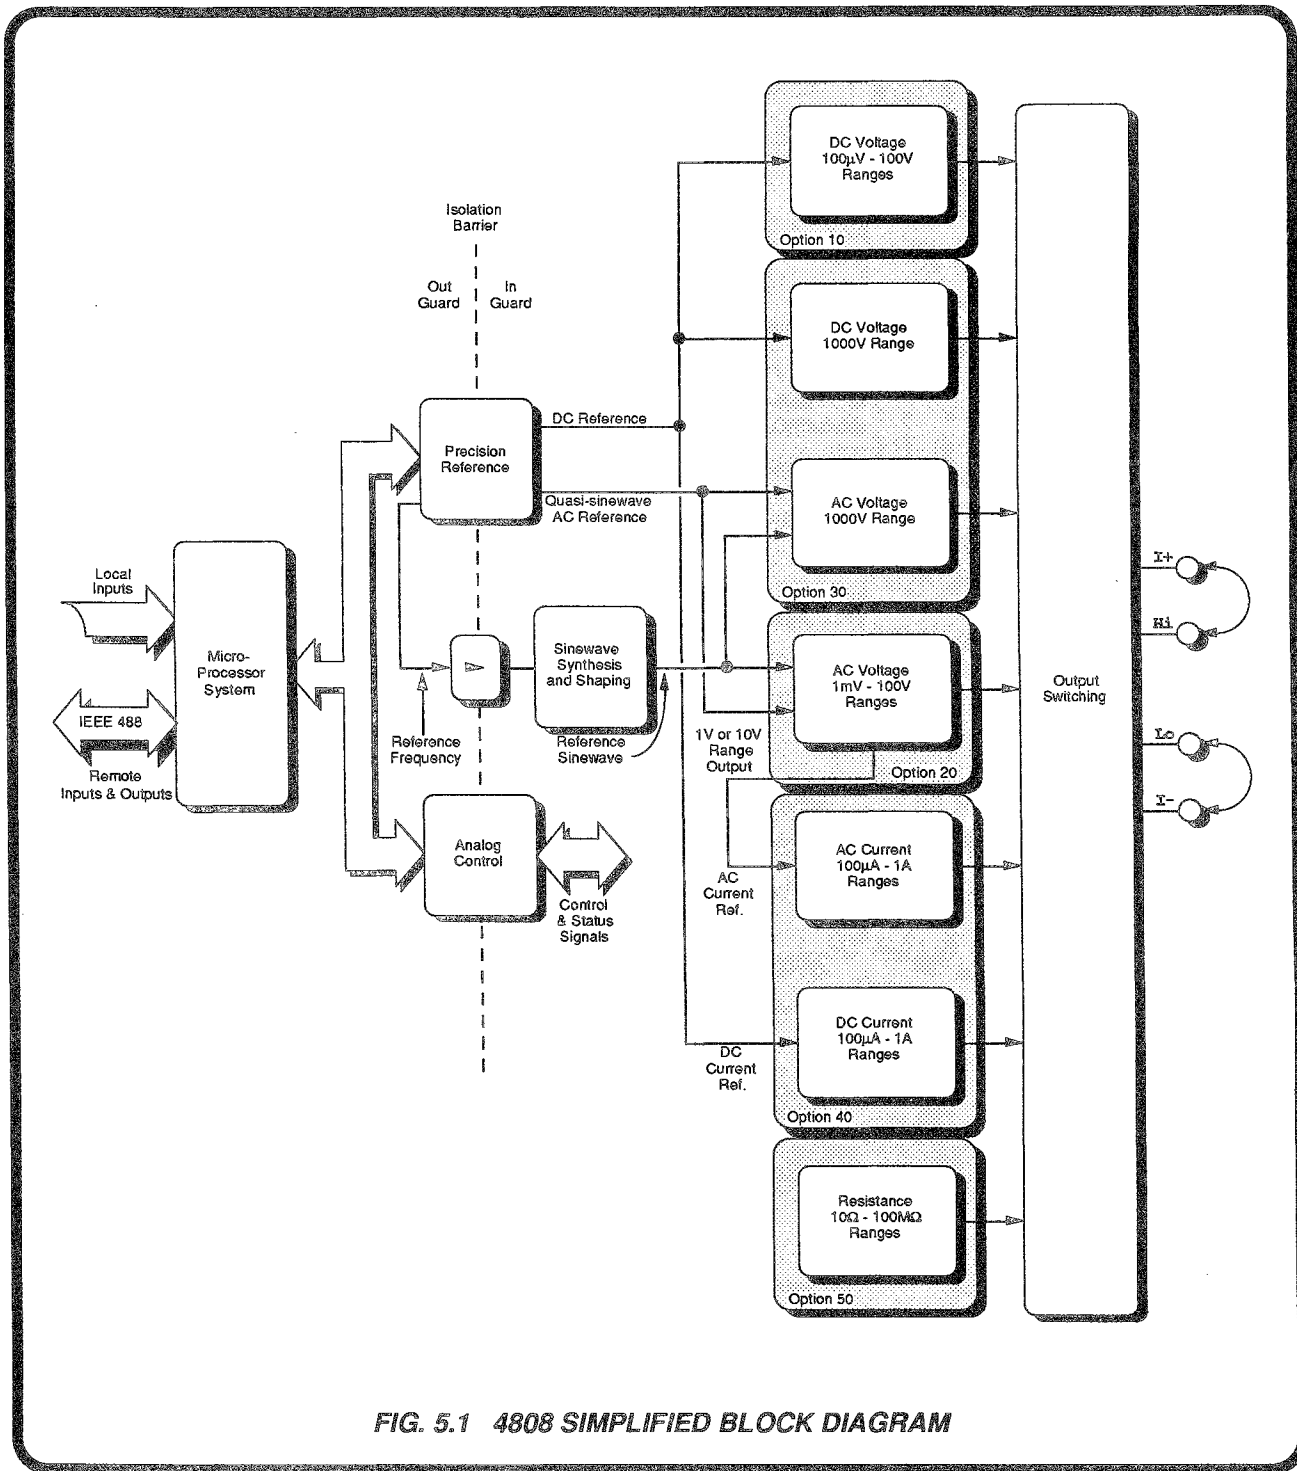 DC Voltage
100µV - 100V
Ranges
Option 10
Isolation
Barrier
Out
Guard
In
Guard
DC Voltage
1000V Range
DC Reference
Precision
Reference
Quasi-sinewave
AC Reference
AC Voltage
1000V Range
Option 30
Local
Inputs
Micro-
Processor
System
IEEE 488
Remote
Inputs & Outputs
Sinewave
Synthesis
and Shaping
Reference
Frequency
Reference
Sinewave
AC Voltage
1mV - 100V
Ranges
1V or 10V
Range
Output
Option 20
Output
Switching
I+
Hi
Lo
I-
Analog
Control
Control
& Status
Signals
AC Current
100µA - 1A
Ranges
AC
Current
Ref.
DC Current
100µA - 1A
Ranges
DC
Current
Ref.
Option 40
Resistance
10Ω - 100MΩ
Ranges
Option 50
FIG. 5.1 4808 SIMPLIFIED BLOCK DIAGRAM